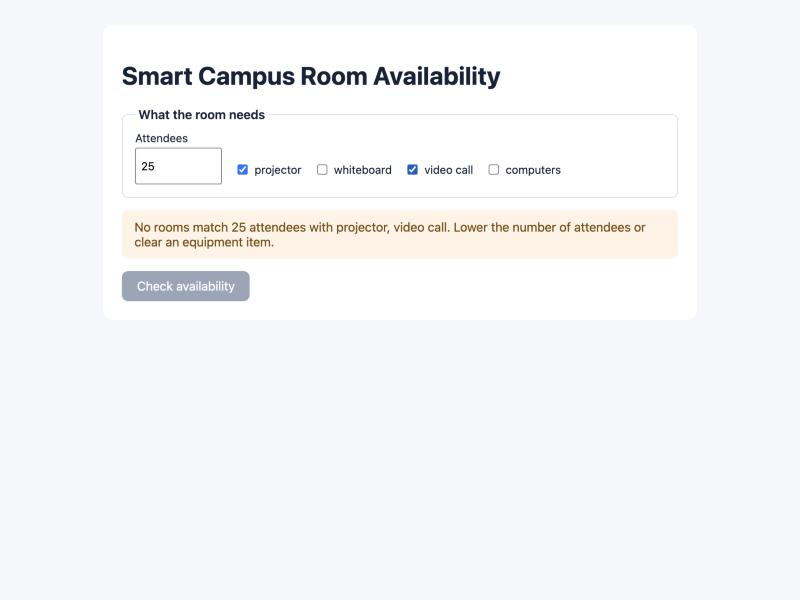 Smart Campus Room Availability
What the room needs
Attendees
25
projector
whiteboard
video call
computers
No rooms match 25 attendees with projector, video call. Lower the number of attendees or
clear an equipment item.
Check availability